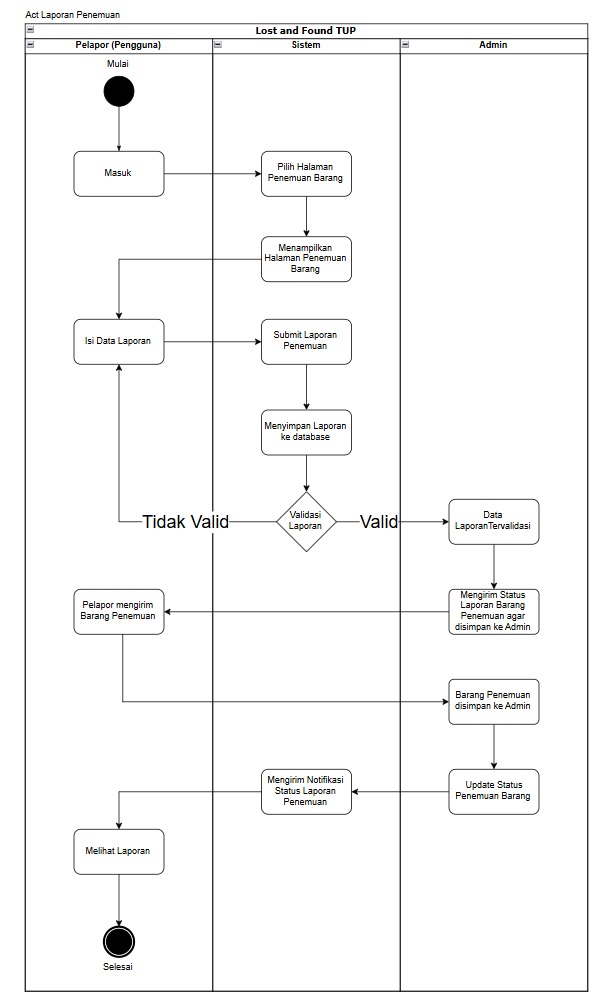 Act Laporan Penemuan
Lost and Found TUP
Pelapor (Pengguna)
Sistem
Admin
Mulai
Masuk
Pilih Halaman
Penemuan Barang
Menampilkan
Halaman Penemuan
Barang
Isi Data Laporan
Submit Laporan
Penemuan
Menyimpan Laporan
ke database
Validasi
Laporan
Tidak Valid
Valid
Data
LaporanTervalidasi
Mengirim Status
Laporan Barang
Penemuan agar
disimpan ke Admin
Pelapor mengirim
Barang Penemuan
Barang Penemuan
disimpan ke Admin
Update Status
Penemuan Barang
Mengirim Notifikasi
Status Laporan
Penemuan
Melihat Laporan
Selesai